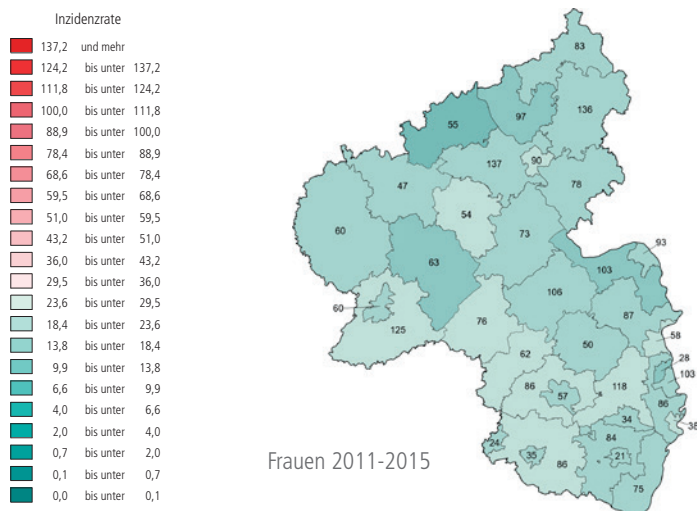 Inzidenzrate
137,2 und mehr
124,2 bis unter 137,2
111,8 bis unter 124,2
100,0 bis unter 111,8
88,9 bis unter 100,0
78,4 bis unter 88,9
68,6 bis unter 78,4
59,5 bis unter 68,6
51,0 bis unter 59,5
43,2 bis unter 51,0
36,0 bis unter 43,2
29,5 bis unter 36,0
23,6 bis unter 29,5
18,4 bis unter 23,6
13,8 bis unter 18,4
9,9 bis unter 13,8
6,6 bis unter 9,9
4,0 bis unter 6,6
2,0 bis unter 4,0
0,7 bis unter 2,0
0,1 bis unter 0,7
0,0 bis unter 0,1
83
136
97
55
137
90
78
47
54
60
73
93
63
103
106
87
60
76
125
58
50
62
28
103
86
118
57
86
34
38
84
24
35
21
86
75
Frauen 2011-2015